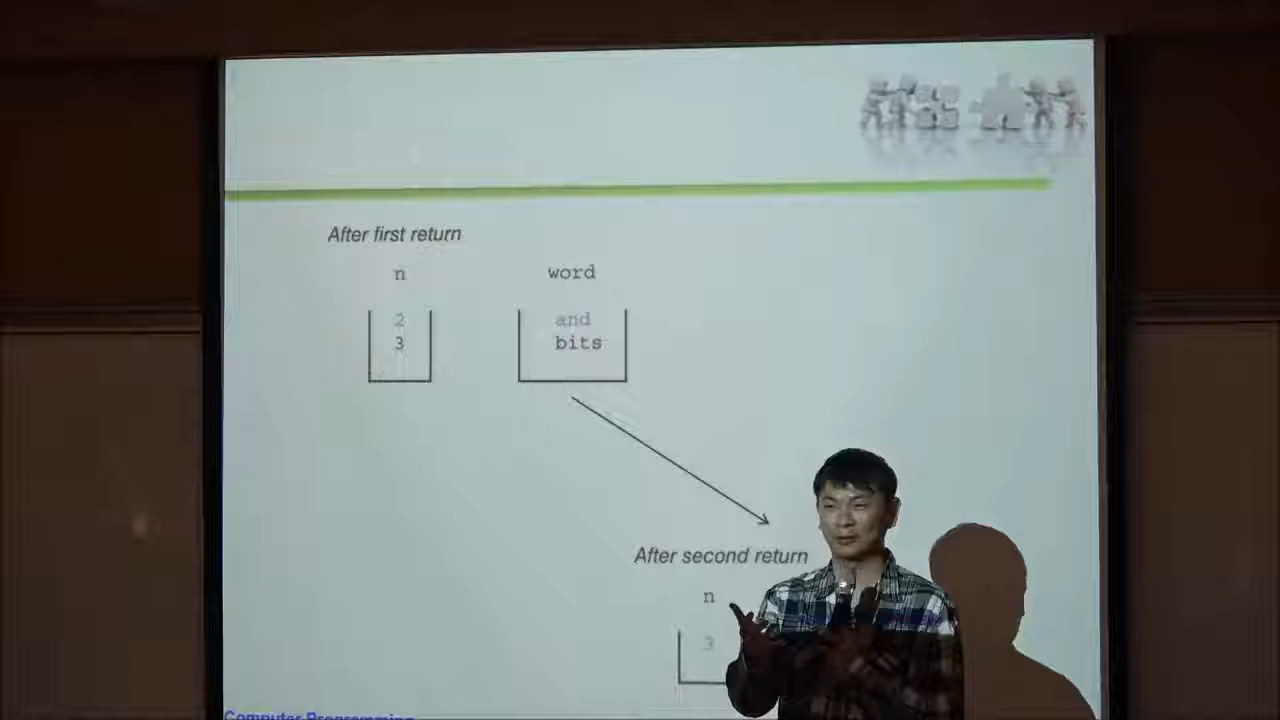 After first return
n word
2 and
3 bits
After second return
n
3
Computer Programming